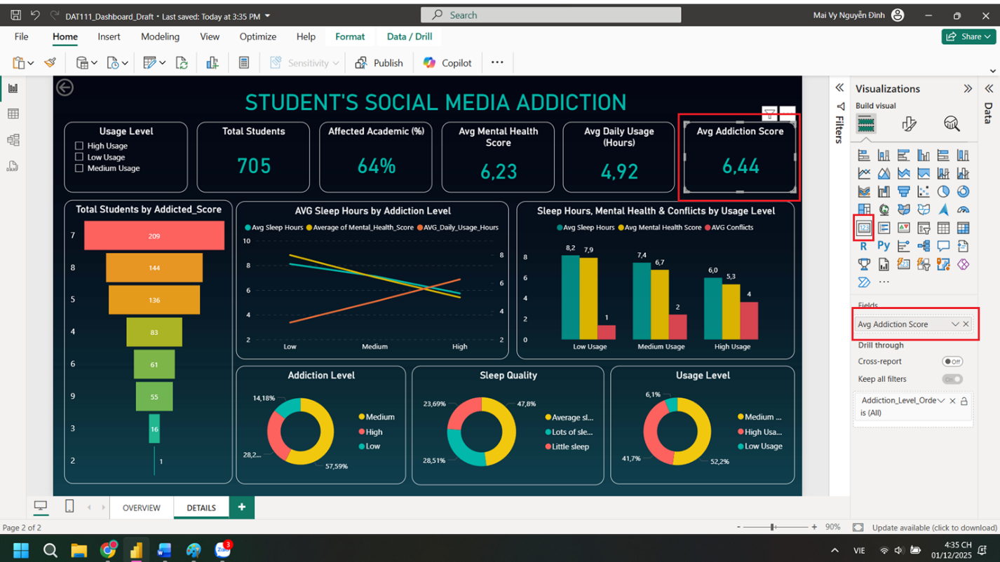 DAT111_Dashboard_Draft • Last saved: Today at 3:35 PM
Search
Mai Vy Nguyễn Đình
File Home Insert Modeling View Optimize Help Format Data / Drill
Share
Sensitivity
Publish
Copilot
STUDENT'S SOCIAL MEDIA ADDICTION
Usage Level
High Usage
Low Usage
Medium Usage
Total Students
705
Affected Academic (%)
64%
Avg Mental Health
Score
6,23
Avg Daily Usage
(Hours)
4,92
Avg Addiction Score
6,44
Total Students by Addicted_Score
7 209
8 144
5 136
4 83
6 61
9 55
3 16
2 1
AVG Sleep Hours by Addiction Level
Avg Sleep Hours Average of Mental_Health_Score AVG_Daily_Usage_Hours
10
8 8
6 6
4 4
2 2
Low Medium High
Sleep Hours, Mental Health & Conflicts by Usage Level
Avg Sleep Hours Avg Mental Health Score AVG Conflicts
8
6
4
2
0
8,2 7,9 1
7,4 6,7 2
6,0 5,3 4
Low Usage Medium Usage High Usage
Addiction Level
14,18%
28,2...
57,59%
Medium
High
Low
Sleep Quality
23,69%
47,8%
28,51%
Average sl...
Lots of sle...
Little sleep
Usage Level
6,1%
41,7%
52,2%
Medium ...
High Usa...
Low Usage
Filters
Visualizations
Build visual
123
R Py
Fields
Avg Addiction Score
Drill through
Cross-report Off
Keep all filters On
Addiction_Level_Orde
is (All)
Data
OVERVIEW DETAILS
Page 2 of 2
90%
Update available (click to download)
Zalo
3
VIE
4:35 CH
01/12/2025